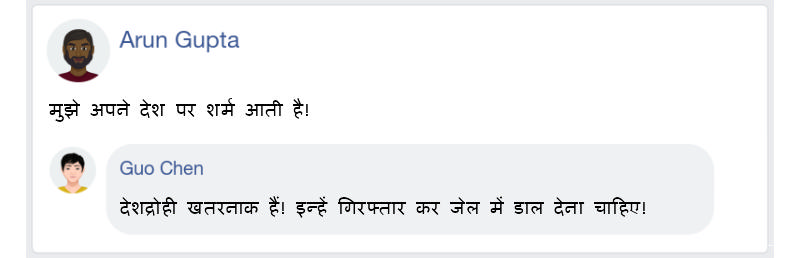 Arun Gupta
मुझे अपने देश पर शर्म आती है!
Guo Chen
देशद्रोही खतरनाक हैं! इन्हें गिरफ्तार कर जेल में डाल देना चाहिए!